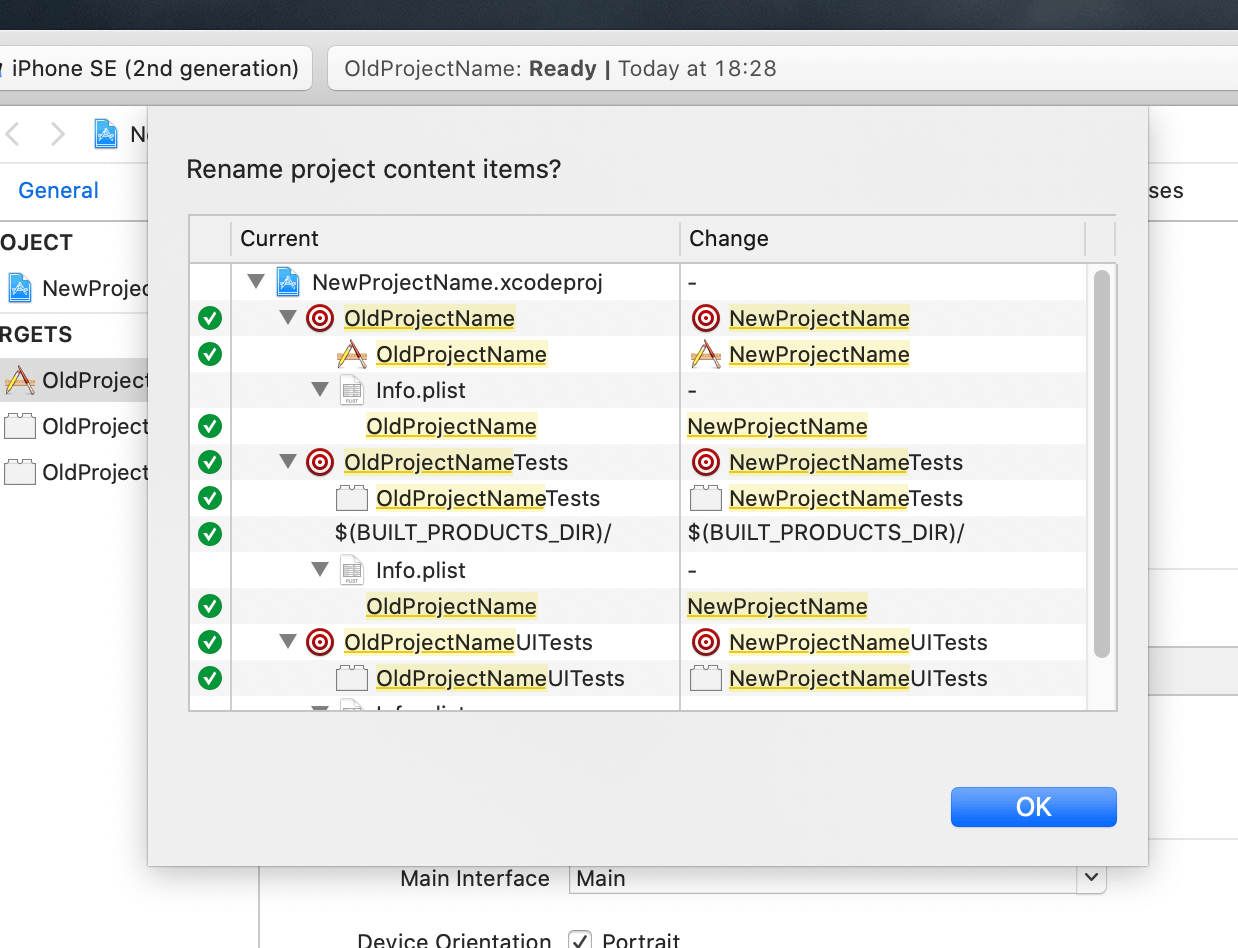 iPhone SE (2nd generation)
OldProjectName: Ready | Today at 18:28
Rename project content items?
General
ses
OJECT
Current Change
NewProjec
NewProjectName.xcodeproj -
RGETS
OldProjectName NewProjectName
OldProjectName NewProjectName
OldProject
Info.plist -
OldProject
OldProjectName NewProjectName
OldProject
OldProjectNameTests NewProjectNameTests
OldProjectNameTests NewProjectNameTests
$(BUILT_PRODUCTS_DIR)/ $(BUILT_PRODUCTS_DIR)/
Info.plist -
OldProjectName NewProjectName
OldProjectNameUITests NewProjectNameUITests
OldProjectNameUITests NewProjectNameUITests
OK
Main Interface Main
Device Orientation Portrait